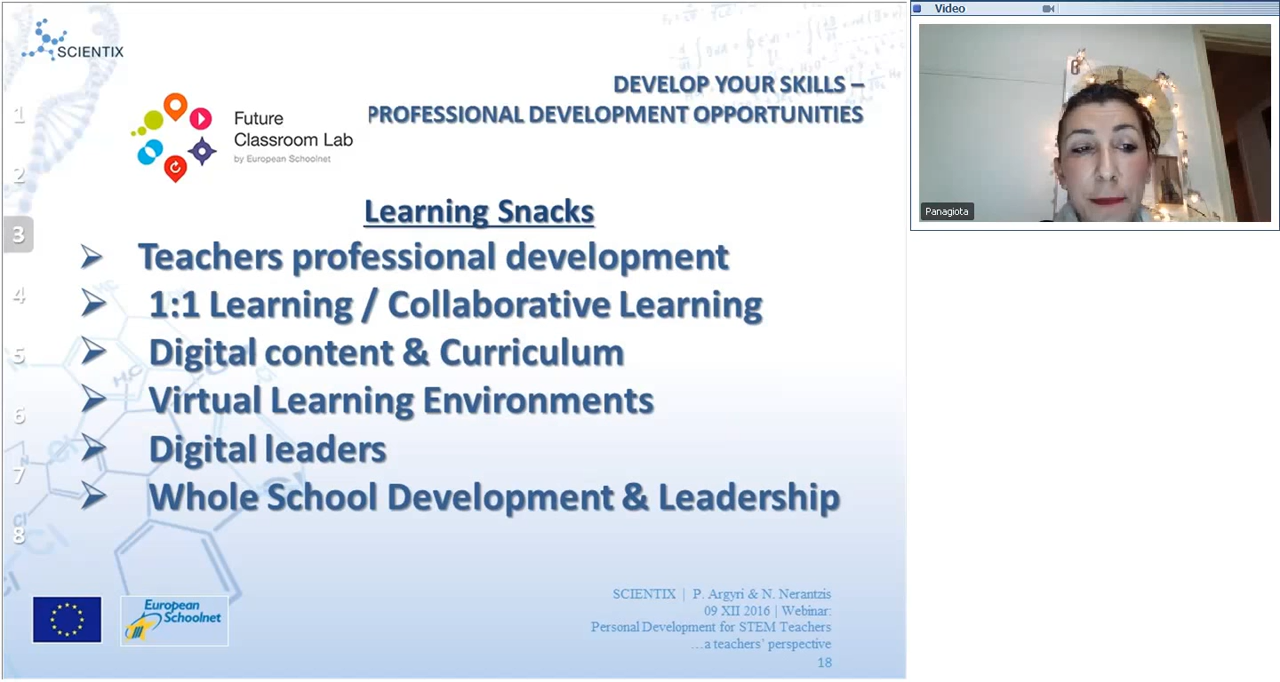 SCIENTIX
DEVELOP YOUR SKILLS –
PROFESSIONAL DEVELOPMENT OPPORTUNITIES
Future
Classroom Lab
by European Schoolnet
1
2
3
4
5
6
7
8
Learning Snacks
Teachers professional development
1:1 Learning / Collaborative Learning
Digital content & Curriculum
Virtual Learning Environments
Digital leaders
Whole School Development & Leadership
European
Schoolnet
SCIENTIX | P. Argyri & N. Nerantzis
09 XII 2016 | Webinar:
Personal Development for STEM Teachers
...a teachers' perspective
18
Video
Panagiota